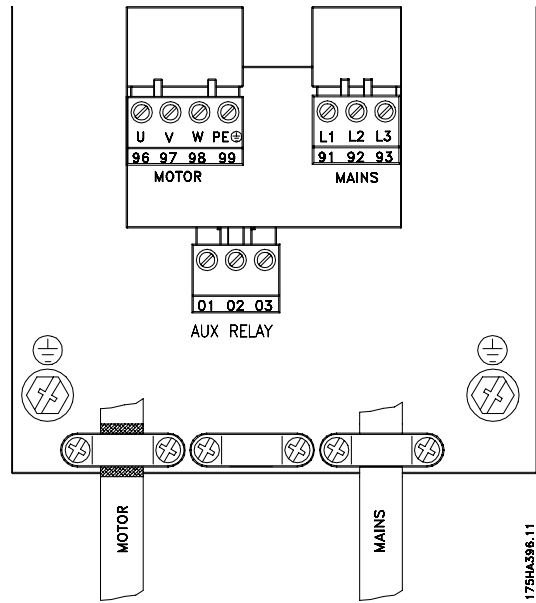 U V W PE
96 97 98 99
MOTOR
L1 L2 L3
91 92 93
MAINS
01 02 03
AUX RELAY
MOTOR
MAINS
175HA396.11